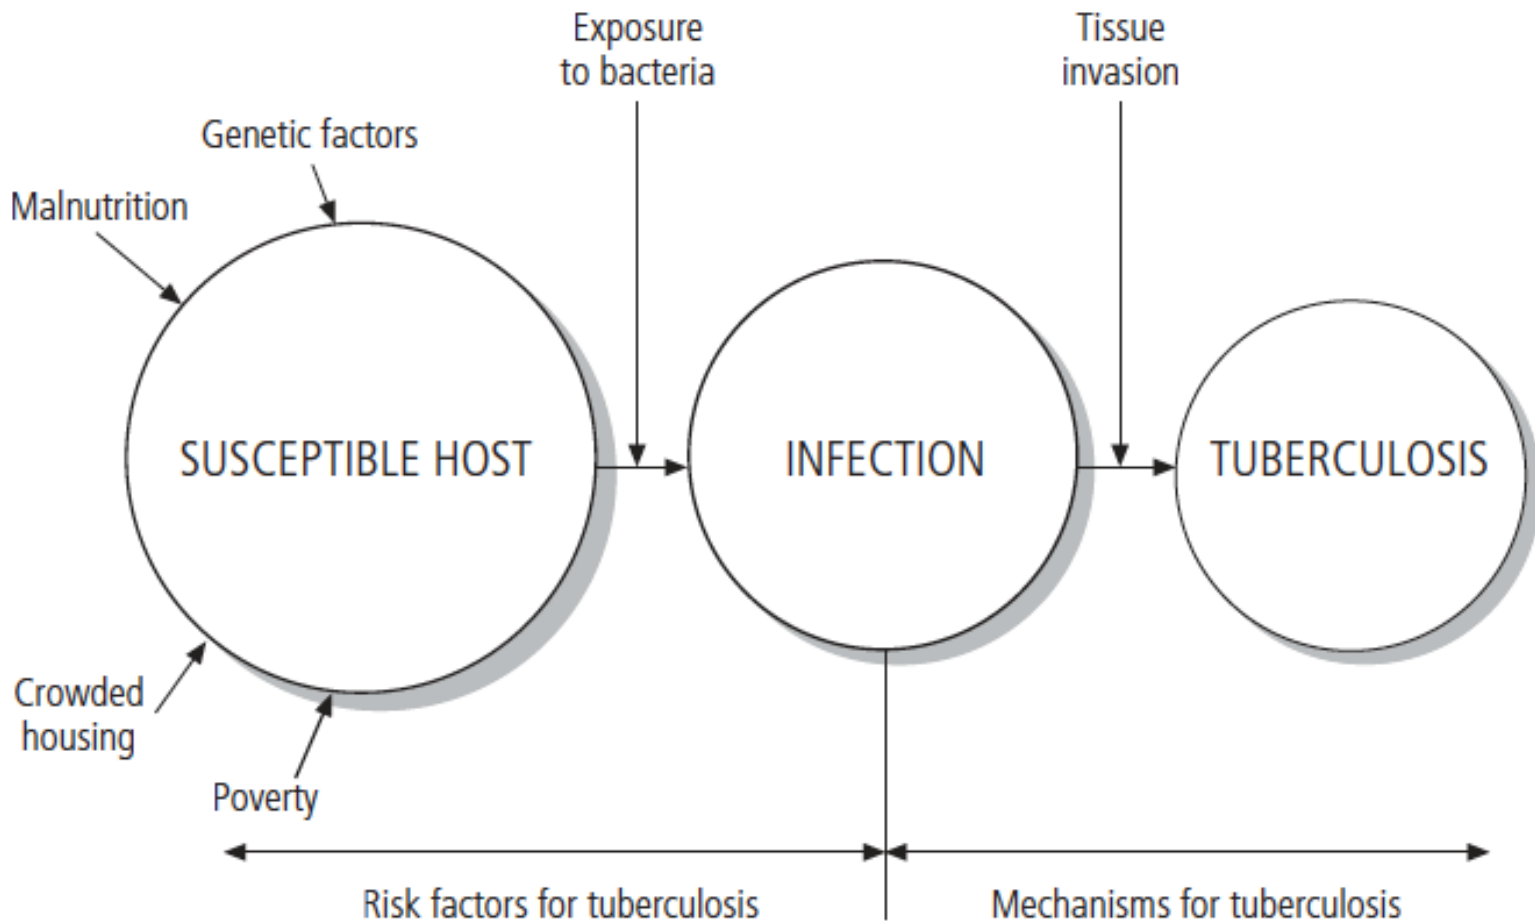 Exposure
to bacteria
Tissue
invasion
Genetic factors
Malnutrition
SUSCEPTIBLE HOST
INFECTION
TUBERCULOSIS
Crowded
housing
Poverty
Risk factors for tuberculosis
Mechanisms for tuberculosis